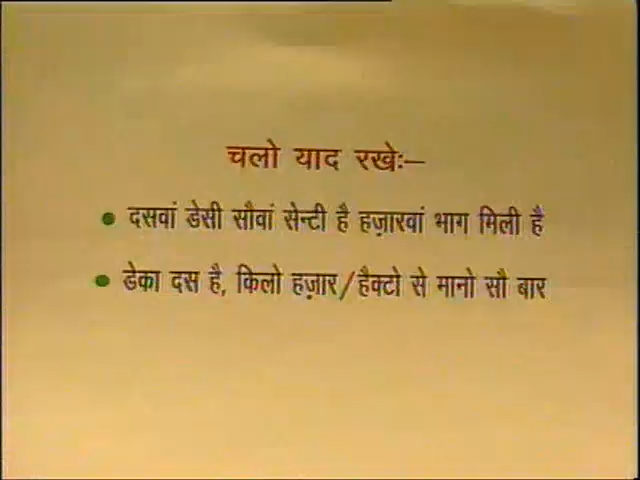 चलो याद रखेः–
• दसवां डेसी सौवां सेन्टी है हज़ारवां भाग मिली है
• डेका दस है, किलो हज़ार/हैक्टो से मानो सौ बार